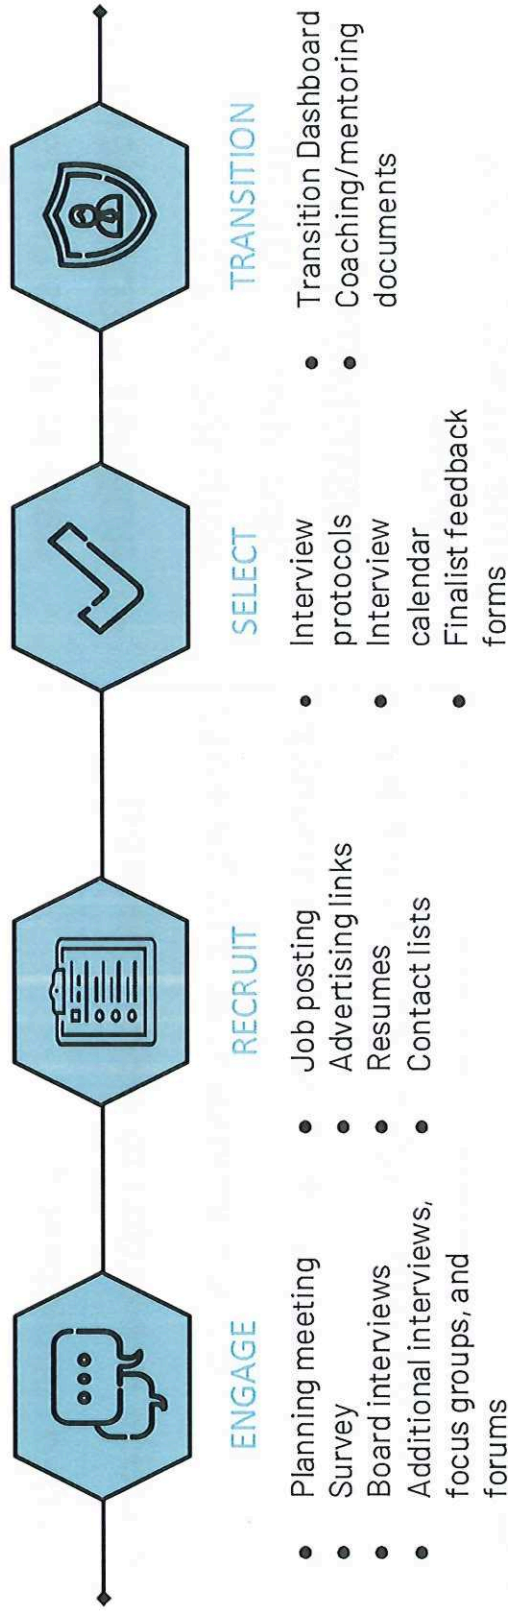 ENGAGE
Planning meeting
Survey
Board interviews
Additional interviews,
focus groups, and
forums
RECRUIT
Job posting
Advertising links
Resumes
Contact lists
SELECT
Interview
protocols
Interview
calendar
Finalist feedback
forms
TRANSITION
Transition Dashboard
Coaching/mentoring
documents